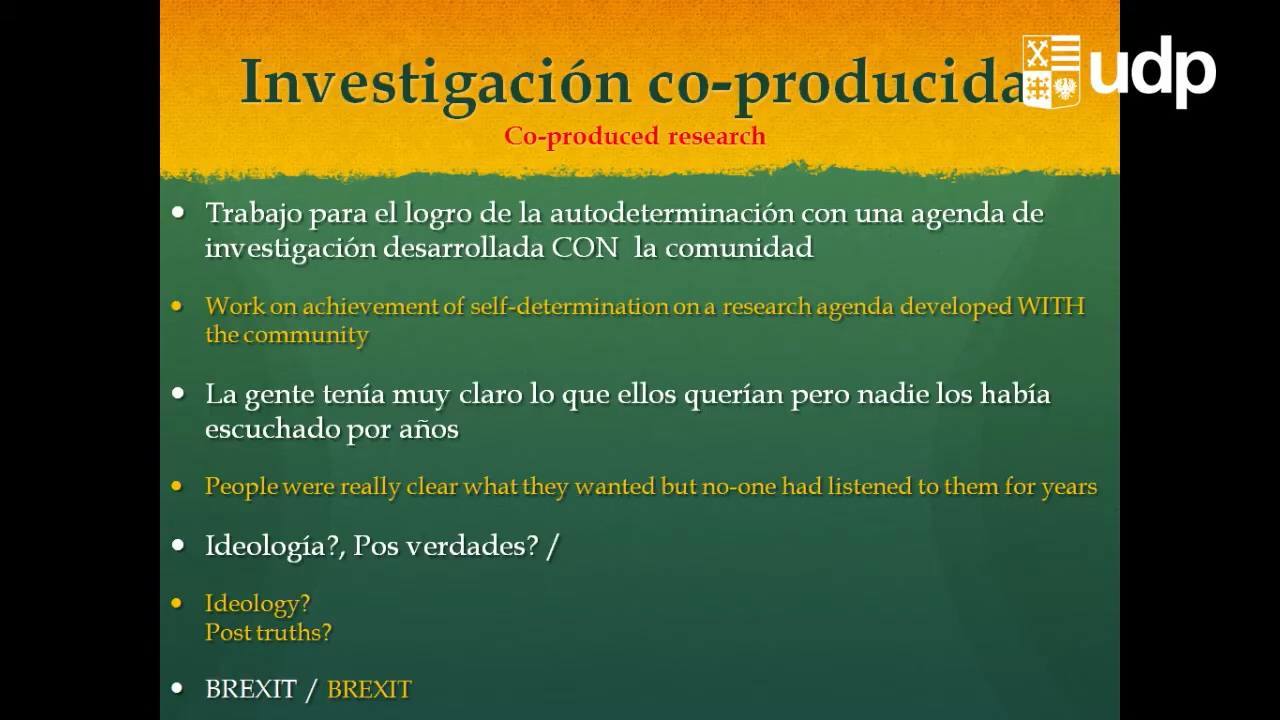 Investigación co-producida
udp
Co-produced research
• Trabajo para el logro de la autodeterminación con una agenda de
investigación desarrollada CON la comunidad
• Work on achievement of self-determination on a research agenda developed WITH
the community
• La gente tenía muy claro lo que ellos querían pero nadie los había
escuchado por años
• People were really clear what they wanted but no-one had listened to them for years
• Ideología?, Pos verdades? /
• Ideology?
Post truths?
• BREXIT / BREXIT